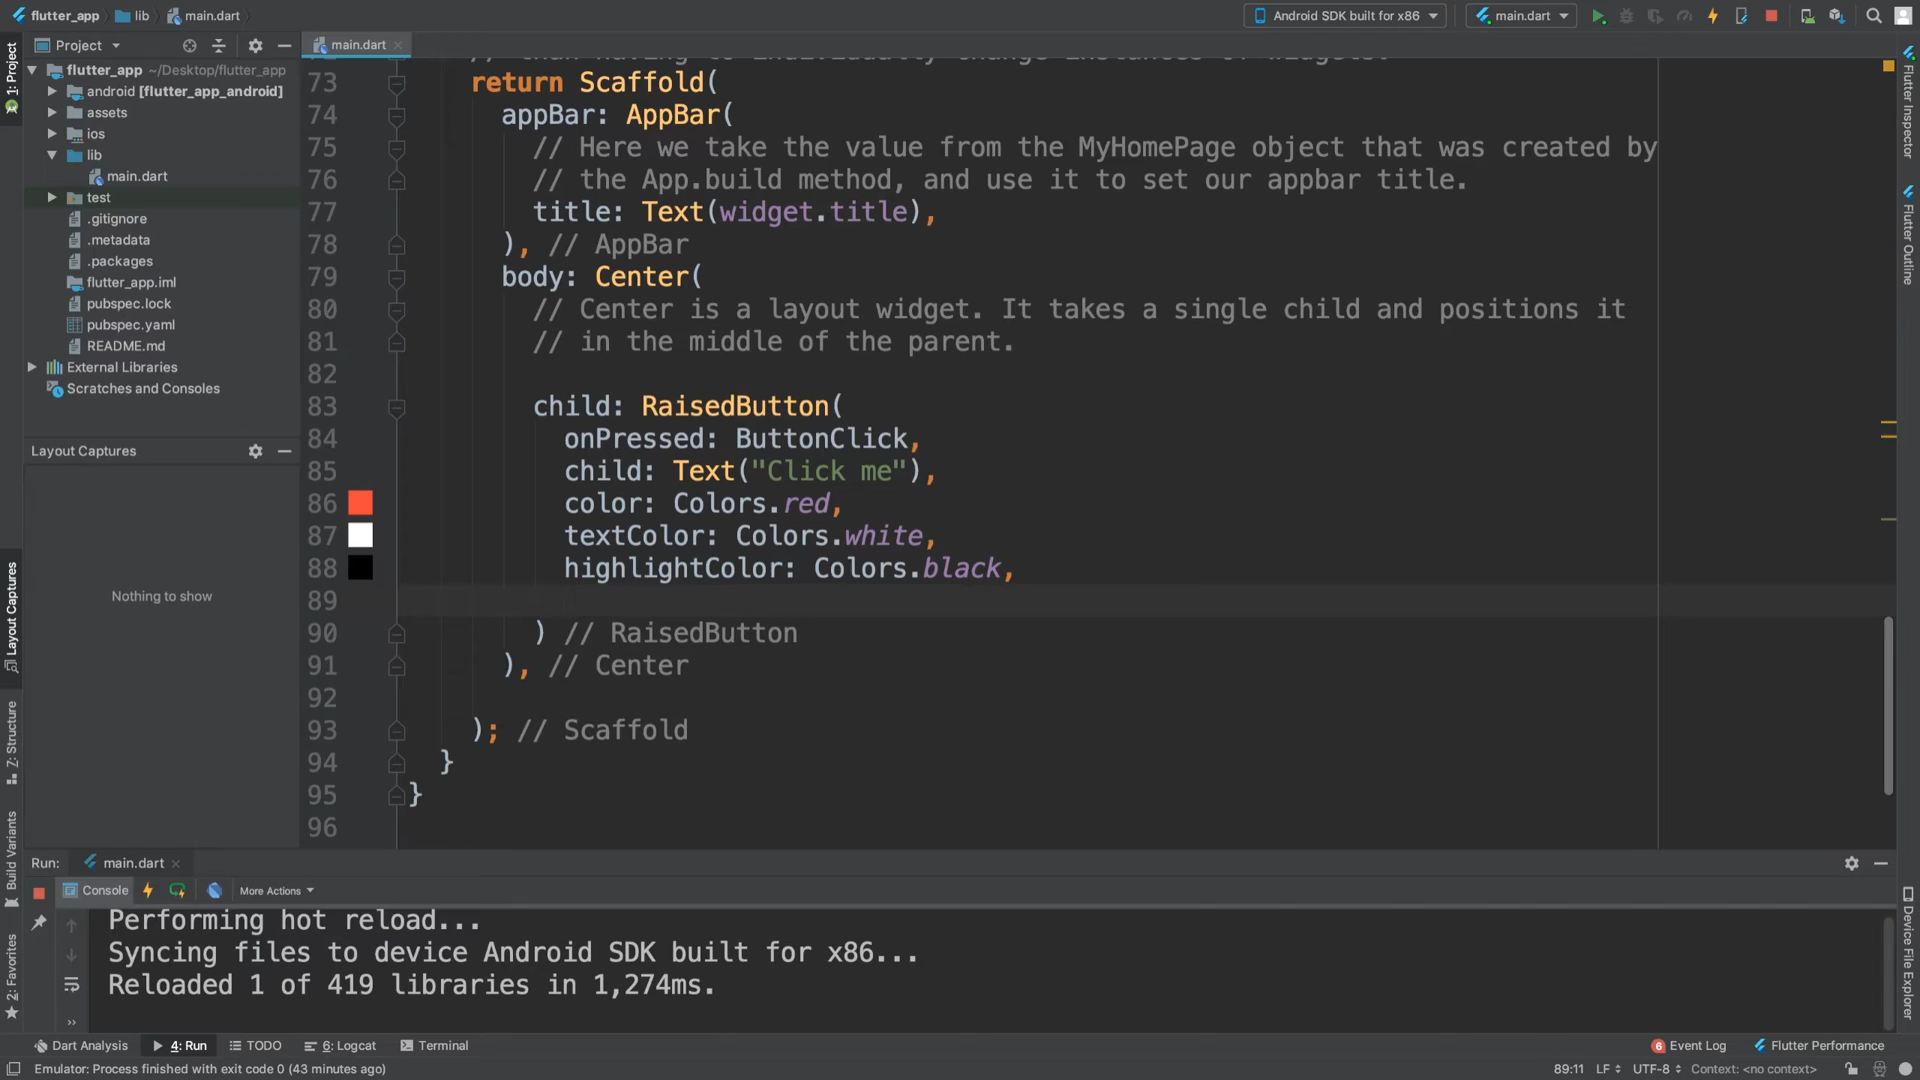 flutter_app
lib
main.dart
Android SDK built for x86
main.dart
1: Project
Project
main.dart
flutter_app ~/Desktop/flutter_app
android [flutter_app_android]
assets
ios
lib
main.dart
test
.gitignore
.metadata
.packages
flutter_app.iml
pubspec.lock
pubspec.yaml
README.md
External Libraries
Scratches and Consoles
Layout Captures
Nothing to show
Layout Captures
Z: Structure
Build Variants
2: Favorites
73 return Scaffold(
74 appBar: AppBar(
75 // Here we take the value from the MyHomePage object that was created by
76 // the App.build method, and use it to set our appbar title.
77 title: Text(widget.title),
78 ), // AppBar
79 body: Center(
80 // Center is a layout widget. It takes a single child and positions it
81 // in the middle of the parent.
82
83 child: RaisedButton(
84 onPressed: ButtonClick,
85 child: Text("Click me"),
86 color: Colors.red,
87 textColor: Colors.white,
88 highlightColor: Colors.black,
89
90 ) // RaisedButton
91 ), // Center
92
93 ); // Scaffold
94 }
95 }
96
Flutter Inspector
Flutter Outline
Device File Explorer
Run: main.dart
Console
More Actions
Performing hot reload...
Syncing files to device Android SDK built for x86...
Reloaded 1 of 419 libraries in 1,274ms.
Dart Analysis
4: Run
TODO
6: Logcat
Terminal
6 Event Log
Flutter Performance
Emulator: Process finished with exit code 0 (43 minutes ago)
89:11 LF UTF-8 Context: <no context>